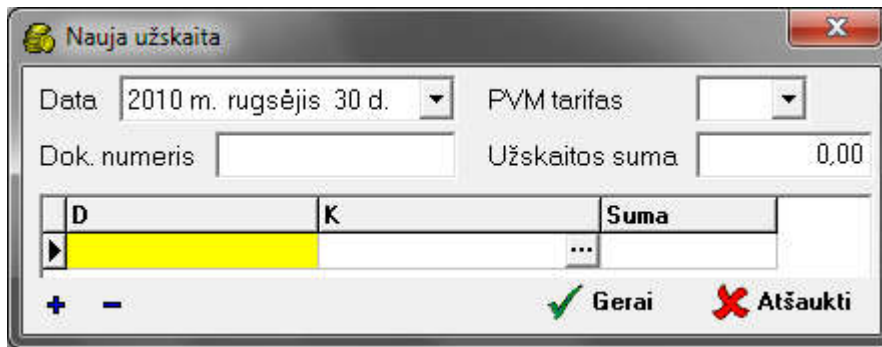 Nauja užskaita
Data 2010 m. rugsėjis 30 d. PVM tarifas
Dok. numeris Užskaitos suma 0,00
D K Suma
...
Gerai Atšaukti